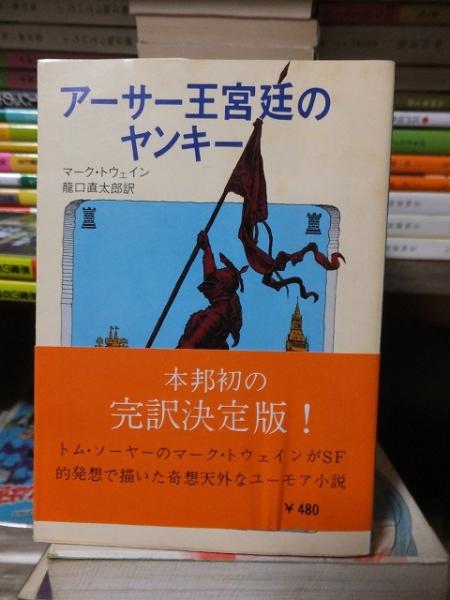 アーサー王宮廷の
ヤンキー
マーク・トウェイン
龍口直太郎訳
本邦初の
完訳決定版!
トム・ソーヤーのマーク・トウェインがSF
的発想で描いた奇想天外なユーモア小説
¥480